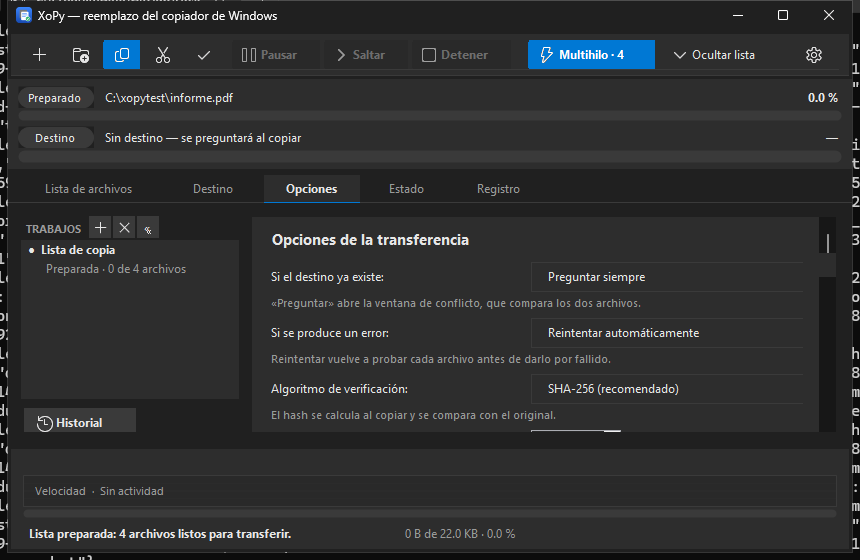 XoPy — reemplazo del copiador de Windows
Pausar
Saltar
Detener
Multihilo · 4
Ocultar lista
Preparado
C:\xopytest\informe.pdf
0.0 %
Destino
Sin destino — se preguntará al copiar
—
Lista de archivos
Destino
Opciones
Estado
Registro
TRABAJOS
• Lista de copia
Preparada · 0 de 4 archivos
Historial
Opciones de la transferencia
Si el destino ya existe:
Preguntar siempre
«Preguntar» abre la ventana de conflicto, que compara los dos archivos.
Si se produce un error:
Reintentar automáticamente
Reintentar vuelve a probar cada archivo antes de darlo por fallido.
Algoritmo de verificación:
SHA-256 (recomendado)
El hash se calcula al copiar y se compara con el original.
Velocidad · Sin actividad
Lista preparada: 4 archivos listos para transferir.
0 B de 22.0 KB · 0.0 %